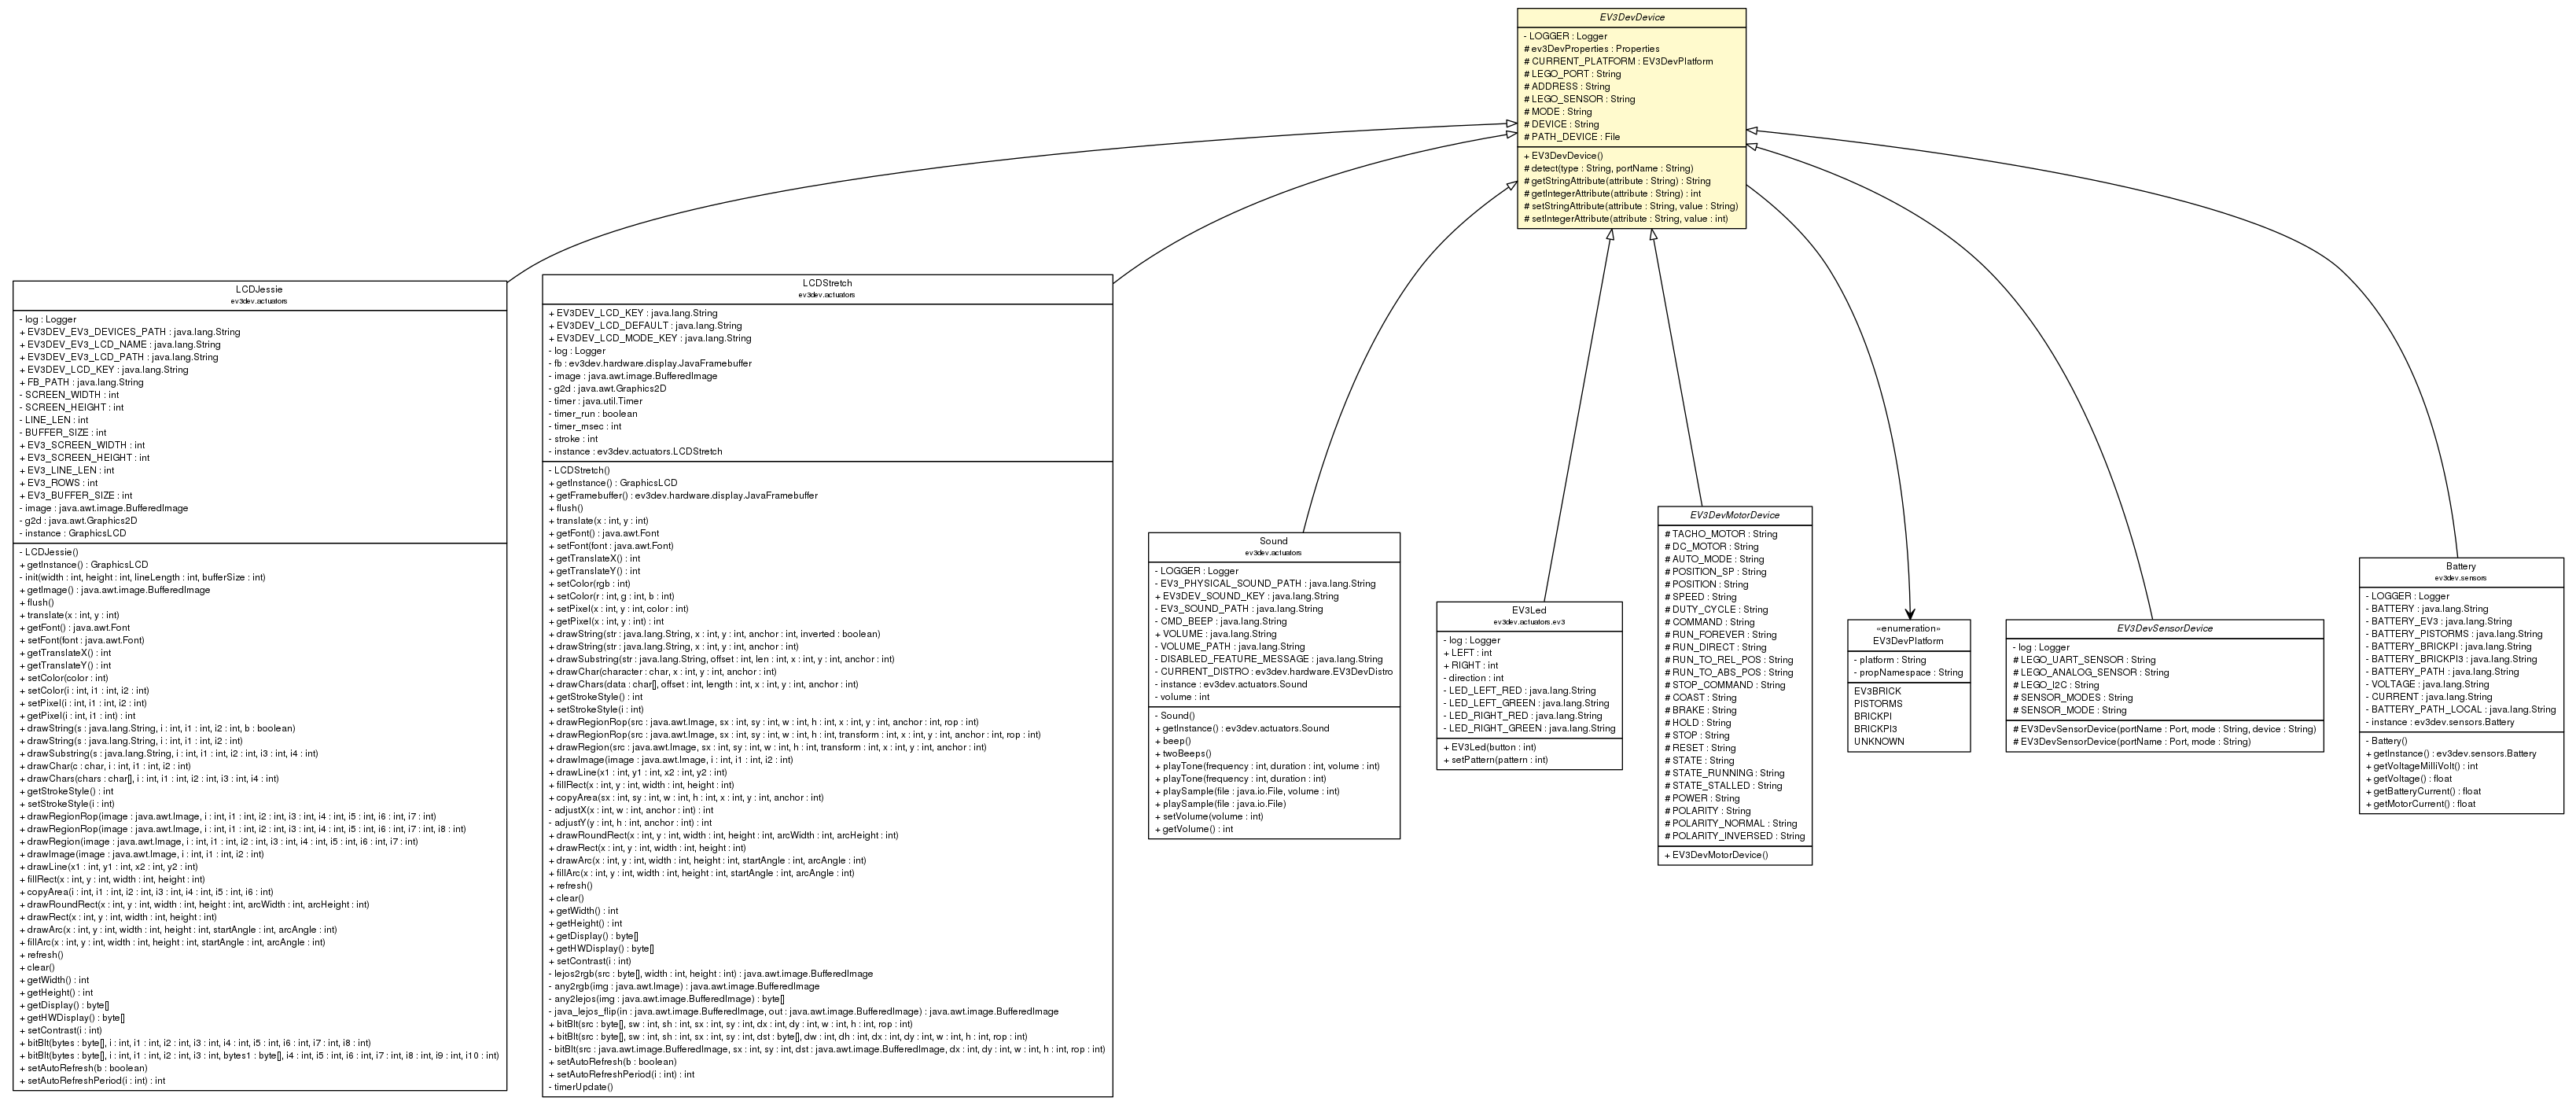 EV3DevDevice
- LOGGER : Logger
# ev3DevProperties : Properties
# CURRENT_PLATFORM : EV3DevPlatform
# LEGO_PORT : String
# ADDRESS : String
# LEGO_SENSOR : String
# MODE : String
# DEVICE : String
# PATH_DEVICE : File
+ EV3DevDevice()
# detect(type : String, portName : String)
# getStringAttribute(attribute : String) : String
# getIntegerAttribute(attribute : String) : int
# setStringAttribute(attribute : String, value : String)
# setIntegerAttribute(attribute : String, value : int)
LCDJessie
ev3dev.actuators
- log : Logger
+ EV3DEV_EV3_DEVICES_PATH : java.lang.String
+ EV3DEV_EV3_LCD_NAME : java.lang.String
+ EV3DEV_EV3_LCD_PATH : java.lang.String
+ EV3DEV_LCD_KEY : java.lang.String
+ FB_PATH : java.lang.String
- SCREEN_WIDTH : int
- SCREEN_HEIGHT : int
- LINE_LEN : int
- BUFFER_SIZE : int
+ EV3_SCREEN_WIDTH : int
+ EV3_SCREEN_HEIGHT : int
+ EV3_LINE_LEN : int
+ EV3_ROWS : int
+ EV3_BUFFER_SIZE : int
- image : java.awt.image.BufferedImage
- g2d : java.awt.Graphics2D
- instance : GraphicsLCD
- LCDJessie()
+ getInstance() : GraphicsLCD
- init(width : int, height : int, lineLength : int, bufferSize : int)
+ getImage() : java.awt.image.BufferedImage
+ flush()
+ translate(x : int, y : int)
+ getFont() : java.awt.Font
+ setFont(font : java.awt.Font)
+ getTranslateX() : int
+ getTranslateY() : int
+ setColor(color : int)
+ setColor(i : int, i1 : int, i2 : int)
+ setPixel(i : int, i1 : int, i2 : int)
+ getPixel(i : int, i1 : int) : int
+ drawString(s : java.lang.String, i : int, i1 : int, i2 : int, b : boolean)
+ drawString(s : java.lang.String, i : int, i1 : int, i2 : int)
+ drawSubstring(s : java.lang.String, i : int, i1 : int, i2 : int, i3 : int, i4 : int)
+ drawChar(c : char, i : int, i1 : int, i2 : int)
+ drawChars(chars : char[], i : int, i1 : int, i2 : int, i3 : int, i4 : int)
+ getStrokeStyle() : int
+ setStrokeStyle(i : int)
+ drawRegionRop(image : java.awt.Image, i : int, i1 : int, i2 : int, i3 : int, i4 : int, i5 : int, i6 : int, i7 : int)
+ drawRegionRop(image : java.awt.Image, i : int, i1 : int, i2 : int, i3 : int, i4 : int, i5 : int, i6 : int, i7 : int, i8 : int)
+ drawRegion(image : java.awt.Image, i : int, i1 : int, i2 : int, i3 : int, i4 : int, i5 : int, i6 : int, i7 : int)
+ drawImage(image : java.awt.Image, i : int, i1 : int, i2 : int)
+ drawLine(x1 : int, y1 : int, x2 : int, y2 : int)
+ fillRect(x : int, y : int, width : int, height : int)
+ copyArea(i : int, i1 : int, i2 : int, i3 : int, i4 : int, i5 : int, i6 : int)
+ drawRoundRect(x : int, y : int, width : int, height : int, arcWidth : int, arcHeight : int)
+ drawRect(x : int, y : int, width : int, height : int)
+ drawArc(x : int, y : int, width : int, height : int, startAngle : int, arcAngle : int)
+ fillArc(x : int, y : int, width : int, height : int, startAngle : int, arcAngle : int)
+ refresh()
+ clear()
+ getWidth() : int
+ getHeight() : int
+ getDisplay() : byte[]
+ getHWDisplay() : byte[]
+ setContrast(i : int)
+ bitBlt(bytes : byte[], i : int, i1 : int, i2 : int, i3 : int, i4 : int, i5 : int, i6 : int, i7 : int, i8 : int)
+ bitBlt(bytes : byte[], i : int, i1 : int, i2 : int, i3 : int, bytes1 : byte[], i4 : int, i5 : int, i6 : int, i7 : int, i8 : int, i9 : int, i10 : int)
+ setAutoRefresh(b : boolean)
+ setAutoRefreshPeriod(i : int) : int
LCDStretch
ev3dev.actuators
+ EV3DEV_LCD_KEY : java.lang.String
+ EV3DEV_LCD_DEFAULT : java.lang.String
+ EV3DEV_LCD_MODE_KEY : java.lang.String
- log : Logger
- fb : ev3dev.hardware.display.JavaFramebuffer
- image : java.awt.image.BufferedImage
- g2d : java.awt.Graphics2D
- timer : java.util.Timer
- timer_run : boolean
- timer_msec : int
- stroke : int
- instance : ev3dev.actuators.LCDStretch
- LCDStretch()
+ getInstance() : GraphicsLCD
+ getFramebuffer() : ev3dev.hardware.display.JavaFramebuffer
+ flush()
+ translate(x : int, y : int)
+ getFont() : java.awt.Font
+ setFont(font : java.awt.Font)
+ getTranslateX() : int
+ getTranslateY() : int
+ setColor(rgb : int)
+ setColor(r : int, g : int, b : int)
+ setPixel(x : int, y : int, color : int)
+ getPixel(x : int, y : int) : int
+ drawString(str : java.lang.String, x : int, y : int, anchor : int, inverted : boolean)
+ drawString(str : java.lang.String, x : int, y : int, anchor : int)
+ drawSubstring(str : java.lang.String, offset : int, len : int, x : int, y : int, anchor : int)
+ drawChar(character : char, x : int, y : int, anchor : int)
+ drawChars(data : char[], offset : int, length : int, x : int, y : int, anchor : int)
+ getStrokeStyle() : int
+ setStrokeStyle(i : int)
+ drawRegionRop(src : java.awt.Image, sx : int, sy : int, w : int, h : int, x : int, y : int, anchor : int, rop : int)
+ drawRegionRop(src : java.awt.Image, sx : int, sy : int, w : int, h : int, transform : int, x : int, y : int, anchor : int, rop : int)
+ drawRegion(src : java.awt.Image, sx : int, sy : int, w : int, h : int, transform : int, x : int, y : int, anchor : int)
+ drawImage(image : java.awt.Image, i : int, i1 : int, i2 : int)
+ drawLine(x1 : int, y1 : int, x2 : int, y2 : int)
+ fillRect(x : int, y : int, width : int, height : int)
+ copyArea(sx : int, sy : int, w : int, h : int, x : int, y : int, anchor : int)
- adjustX(x : int, w : int, anchor : int) : int
- adjustY(y : int, h : int, anchor : int) : int
+ drawRoundRect(x : int, y : int, width : int, height : int, arcWidth : int, arcHeight : int)
+ drawRect(x : int, y : int, width : int, height : int)
+ drawArc(x : int, y : int, width : int, height : int, startAngle : int, arcAngle : int)
+ fillArc(x : int, y : int, width : int, height : int, startAngle : int, arcAngle : int)
+ refresh()
+ clear()
+ getWidth() : int
+ getHeight() : int
+ getDisplay() : byte[]
+ getHWDisplay() : byte[]
+ setContrast(i : int)
- lejos2rgb(src : byte[], width : int, height : int) : java.awt.image.BufferedImage
- any2rgb(img : java.awt.Image) : java.awt.image.BufferedImage
- any2lejos(img : java.awt.image.BufferedImage) : byte[]
- java_lejos_flip(in : java.awt.image.BufferedImage, out : java.awt.image.BufferedImage) : java.awt.image.BufferedImage
+ bitBlt(src : byte[], sw : int, sh : int, sx : int, sy : int, dx : int, dy : int, w : int, h : int, rop : int)
+ bitBlt(src : byte[], sw : int, sh : int, sx : int, sy : int, dst : byte[], dw : int, dh : int, dx : int, dy : int, w : int, h : int, rop : int)
- bitBlt(src : java.awt.image.BufferedImage, sx : int, sy : int, dst : java.awt.image.BufferedImage, dx : int, dy : int, w : int, h : int, rop : int)
+ setAutoRefresh(b : boolean)
+ setAutoRefreshPeriod(i : int) : int
- timerUpdate()
Sound
ev3dev.actuators
- LOGGER : Logger
- EV3_PHYSICAL_SOUND_PATH : java.lang.String
+ EV3DEV_SOUND_KEY : java.lang.String
- EV3_SOUND_PATH : java.lang.String
- CMD_BEEP : java.lang.String
+ VOLUME : java.lang.String
- VOLUME_PATH : java.lang.String
- DISABLED_FEATURE_MESSAGE : java.lang.String
- CURRENT_DISTRO : ev3dev.hardware.EV3DevDistro
- instance : ev3dev.actuators.Sound
- volume : int
- Sound()
+ getInstance() : ev3dev.actuators.Sound
+ beep()
+ twoBeeps()
+ playTone(frequency : int, duration : int, volume : int)
+ playTone(frequency : int, duration : int)
+ playSample(file : java.io.File, volume : int)
+ playSample(file : java.io.File)
+ setVolume(volume : int)
+ getVolume() : int
EV3Led
ev3dev.actuators.ev3
- log : Logger
+ LEFT : int
+ RIGHT : int
- direction : int
- LED_LEFT_RED : java.lang.String
- LED_LEFT_GREEN : java.lang.String
- LED_RIGHT_RED : java.lang.String
- LED_RIGHT_GREEN : java.lang.String
+ EV3Led(button : int)
+ setPattern(pattern : int)
EV3DevMotorDevice
# TACHO_MOTOR : String
# DC_MOTOR : String
# AUTO_MODE : String
# POSITION_SP : String
# POSITION : String
# SPEED : String
# DUTY_CYCLE : String
# COMMAND : String
# RUN_FOREVER : String
# RUN_DIRECT : String
# RUN_TO_REL_POS : String
# RUN_TO_ABS_POS : String
# STOP_COMMAND : String
# COAST : String
# BRAKE : String
# HOLD : String
# STOP : String
# RESET : String
# STATE : String
# STATE_RUNNING : String
# STATE_STALLED : String
# POWER : String
# POLARITY : String
# POLARITY_NORMAL : String
# POLARITY_INVERSED : String
+ EV3DevMotorDevice()
«enumeration»
EV3DevPlatform
- platform : String
- propNamespace : String
EV3BRICK
PISTORMS
BRICKPI
BRICKPI3
UNKNOWN
EV3DevSensorDevice
- log : Logger
# LEGO_UART_SENSOR : String
# LEGO_ANALOG_SENSOR : String
# LEGO_I2C : String
# SENSOR_MODES : String
# SENSOR_MODE : String
# EV3DevSensorDevice(portName : Port, mode : String, device : String)
# EV3DevSensorDevice(portName : Port, mode : String)
Battery
ev3dev.sensors
- LOGGER : Logger
- BATTERY : java.lang.String
- BATTERY_EV3 : java.lang.String
- BATTERY_PISTORMS : java.lang.String
- BATTERY_BRICKPI : java.lang.String
- BATTERY_BRICKPI3 : java.lang.String
- BATTERY_PATH : java.lang.String
- VOLTAGE : java.lang.String
- CURRENT : java.lang.String
- BATTERY_PATH_LOCAL : java.lang.String
- instance : ev3dev.sensors.Battery
- Battery()
+ getInstance() : ev3dev.sensors.Battery
+ getVoltageMilliVolt() : int
+ getVoltage() : float
+ getBatteryCurrent() : float
+ getMotorCurrent() : float